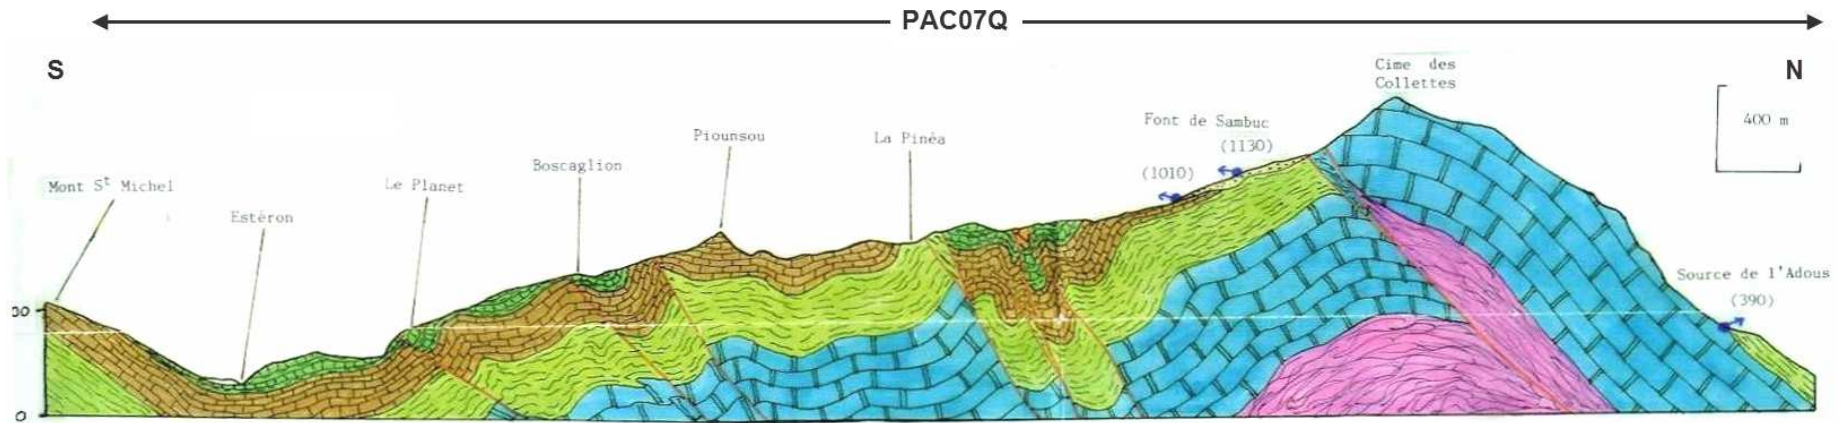 PAC07Q
S
N
Cime des
Collettes
400 m
Font de Sambuc
(1130)
(1010)
La Pinéa
Piounsou
Boscaglion
Le Planet
Mont St Michel
Estéron
Source de l'Adous
(390)
0